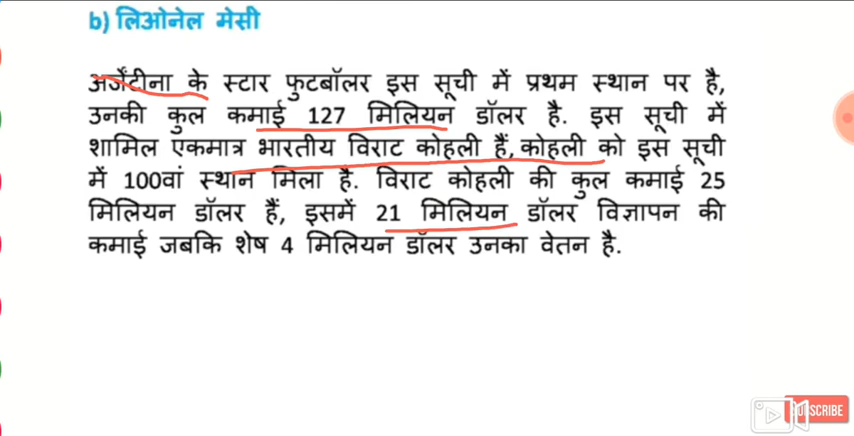 b) लिओनेल मेसी
अर्जेंटीना के स्टार फुटबॉलर इस सूची में प्रथम स्थान पर है,
उनकी कुल कमाई 127 मिलियन डॉलर है. इस सूची में
शामिल एकमात्र भारतीय विराट कोहली हैं, कोहली को इस सूची
में 100वां स्थान मिला है. विराट कोहली की कुल कमाई 25
मिलियन डॉलर हैं, इसमें 21 मिलियन डॉलर विज्ञापन की
कमाई जबकि शेष 4 मिलियन डॉलर उनका वेतन है.